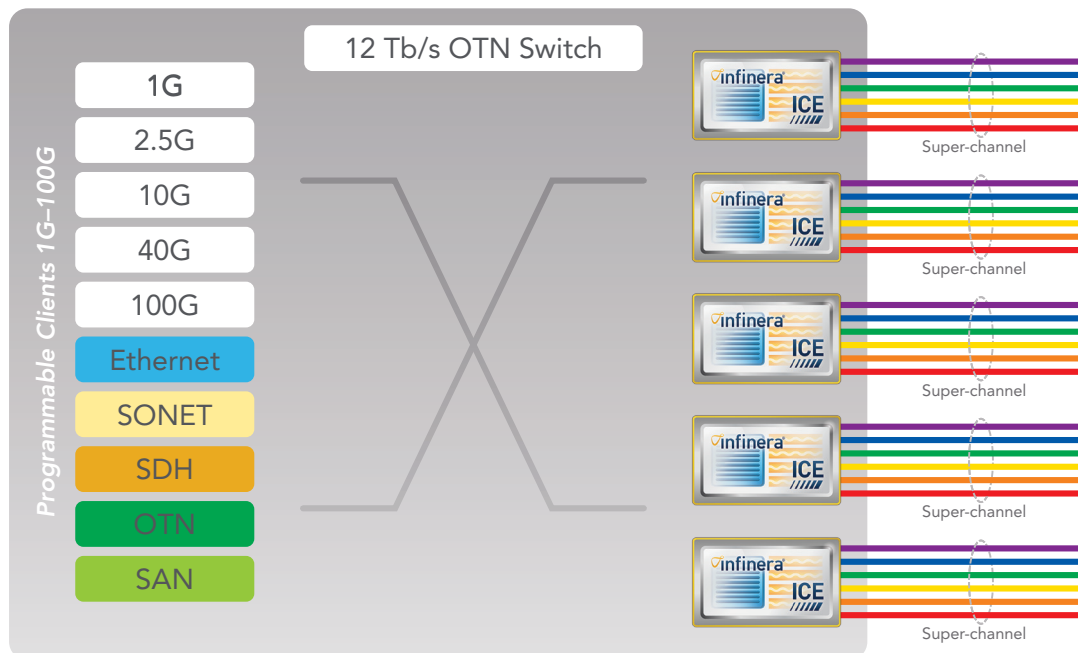 12 Tb/s OTN Switch
Programmable Clients 1G–100G
1G
2.5G
10G
40G
100G
Ethernet
SONET
SDH
OTN
SAN
infinera
ICE
Super-channel
infinera
ICE
Super-channel
infinera
ICE
Super-channel
infinera
ICE
Super-channel
infinera
ICE
Super-channel